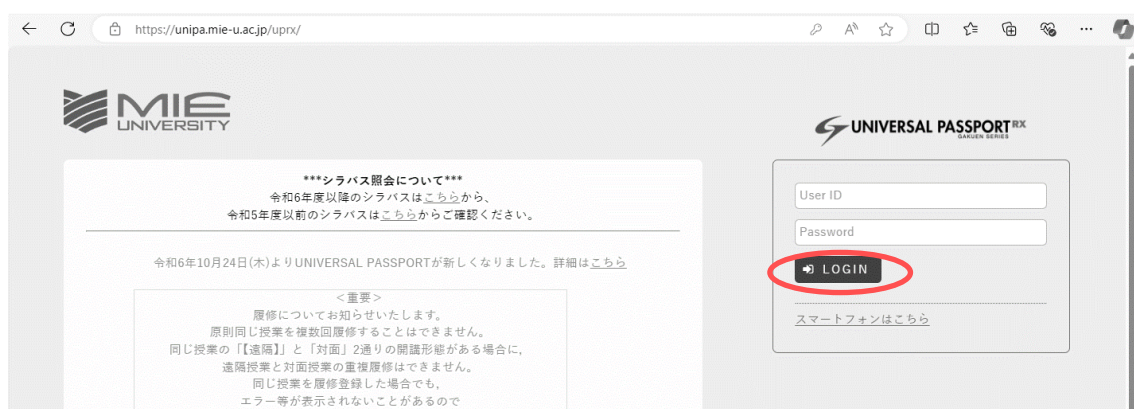 https://unipa.mie-u.ac.jp/uprx/
MIE
UNIVERSITY
UNIVERSAL PASSPORT RX
GAKUEN SERIES
***シラバス照会について***
令和6年度以降のシラバスはこちらから、
令和5年度以前のシラバスはこちらからご確認ください。
令和6年10月24日(木)よりUNIVERSAL PASSPORTが新しくなりました。詳細はこちら
＜重要＞
履修についてお知らせいたします。
原則同じ授業を複数回履修することはできません。
同じ授業の「【遠隔】」と「対面」2通りの開講形態がある場合に,
遠隔授業と対面授業の重複履修はできません。
同じ授業を履修登録した場合でも,
エラー等が表示されないことがあるので
User ID
Password
LOGIN
スマートフォンはこちら